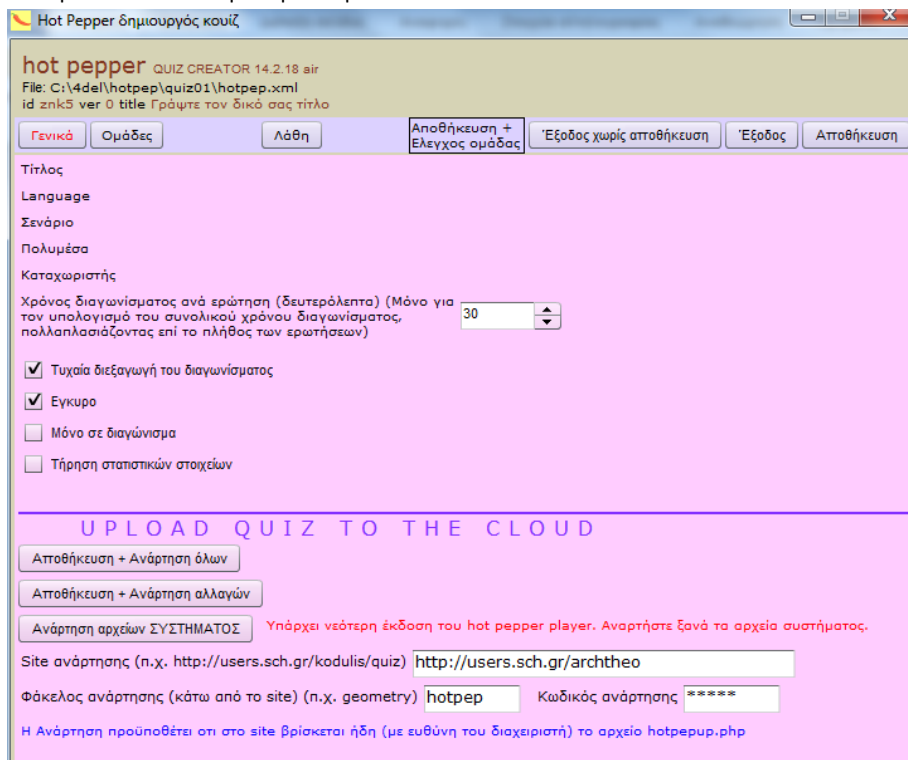 Hot Pepper δημιουργός κουίζ
hot pepper QUIZ CREATOR 14.2.18 air
File: C:\4del\hotpep\quiz01\hotpep.xml
id znk5 ver 0 title Γράψτε τον δικό σας τίτλο
Γενικά Ομάδες Λάθη Αποθήκευση + Ελεγχος ομάδας Έξοδος χωρίς αποθήκευση Έξοδος Αποθήκευση
Τίτλος
Language
Σενάριο
Πολυμέσα
Καταχωριστής
Χρόνος διαγωνίσματος ανά ερώτηση (δευτερόλεπτα) (Μόνο για
τον υπολογισμό του συνολικού χρόνου διαγωνίσματος, 30
πολλαπλασιάζοντας επί το πλήθος των ερωτήσεων)
Τυχαία διεξαγωγή του διαγωνίσματος
Εγκυρο
Μόνο σε διαγώνισμα
Τήρηση στατιστικών στοιχείων
UPLOAD QUIZ TO THE CLOUD
Αποθήκευση + Ανάρτηση όλων
Αποθήκευση + Ανάρτηση αλλαγών
Ανάρτηση αρχείων ΣΥΣΤΗΜΑΤΟΣ Υπάρχει νεότερη έκδοση του hot pepper player. Αναρτήστε ξανά τα αρχεία συστήματος.
Site ανάρτησης (π.χ. http://users.sch.gr/kodulis/quiz) http://users.sch.gr/archtheo
Φάκελος ανάρτησης (κάτω από το site) (π.χ. geometry) hotpep Κωδικός ανάρτησης *****
Η Ανάρτηση προϋποθέτει οτι στο site βρίσκεται ήδη (με ευθύνη του διαχειριστή) το αρχείο hotpepup.php